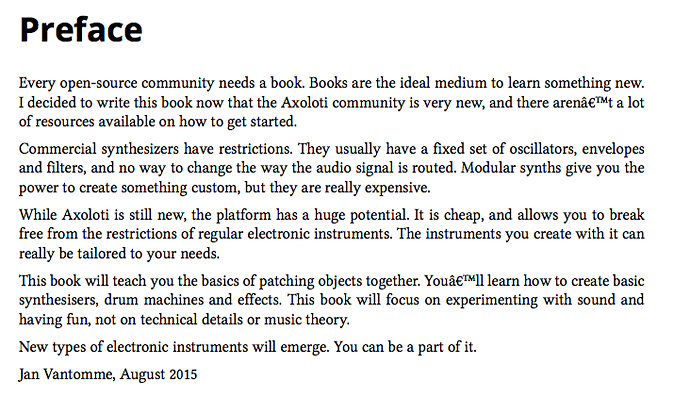 Preface
Every open-source community needs a book. Books are the ideal medium to learn something new.
I decided to write this book now that the Axoloti community is very new, and there arenâ€™t a lot
of resources available on how to get started.
Commercial synthesizers have restrictions. They usually have a fixed set of oscillators, envelopes
and filters, and no way to change the way the audio signal is routed. Modular synths give you the
power to create something custom, but they are really expensive.
While Axoloti is still new, the platform has a huge potential. It is cheap, and allows you to break
free from the restrictions of regular electronic instruments. The instruments you create with it can
really be tailored to your needs.
This book will teach you the basics of patching objects together. Youâ€™ll learn how to create basic
synthesisers, drum machines and effects. This book will focus on experimenting with sound and
having fun, not on technical details or music theory.
New types of electronic instruments will emerge. You can be a part of it.
Jan Vantomme, August 2015